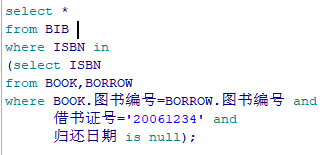 select *
from BIB
where ISBN in
(select ISBN
from BOOK,BORROW
where BOOK.图书编号=BORROW.图书编号 and
借书证号='20061234' and
归还日期 is null);